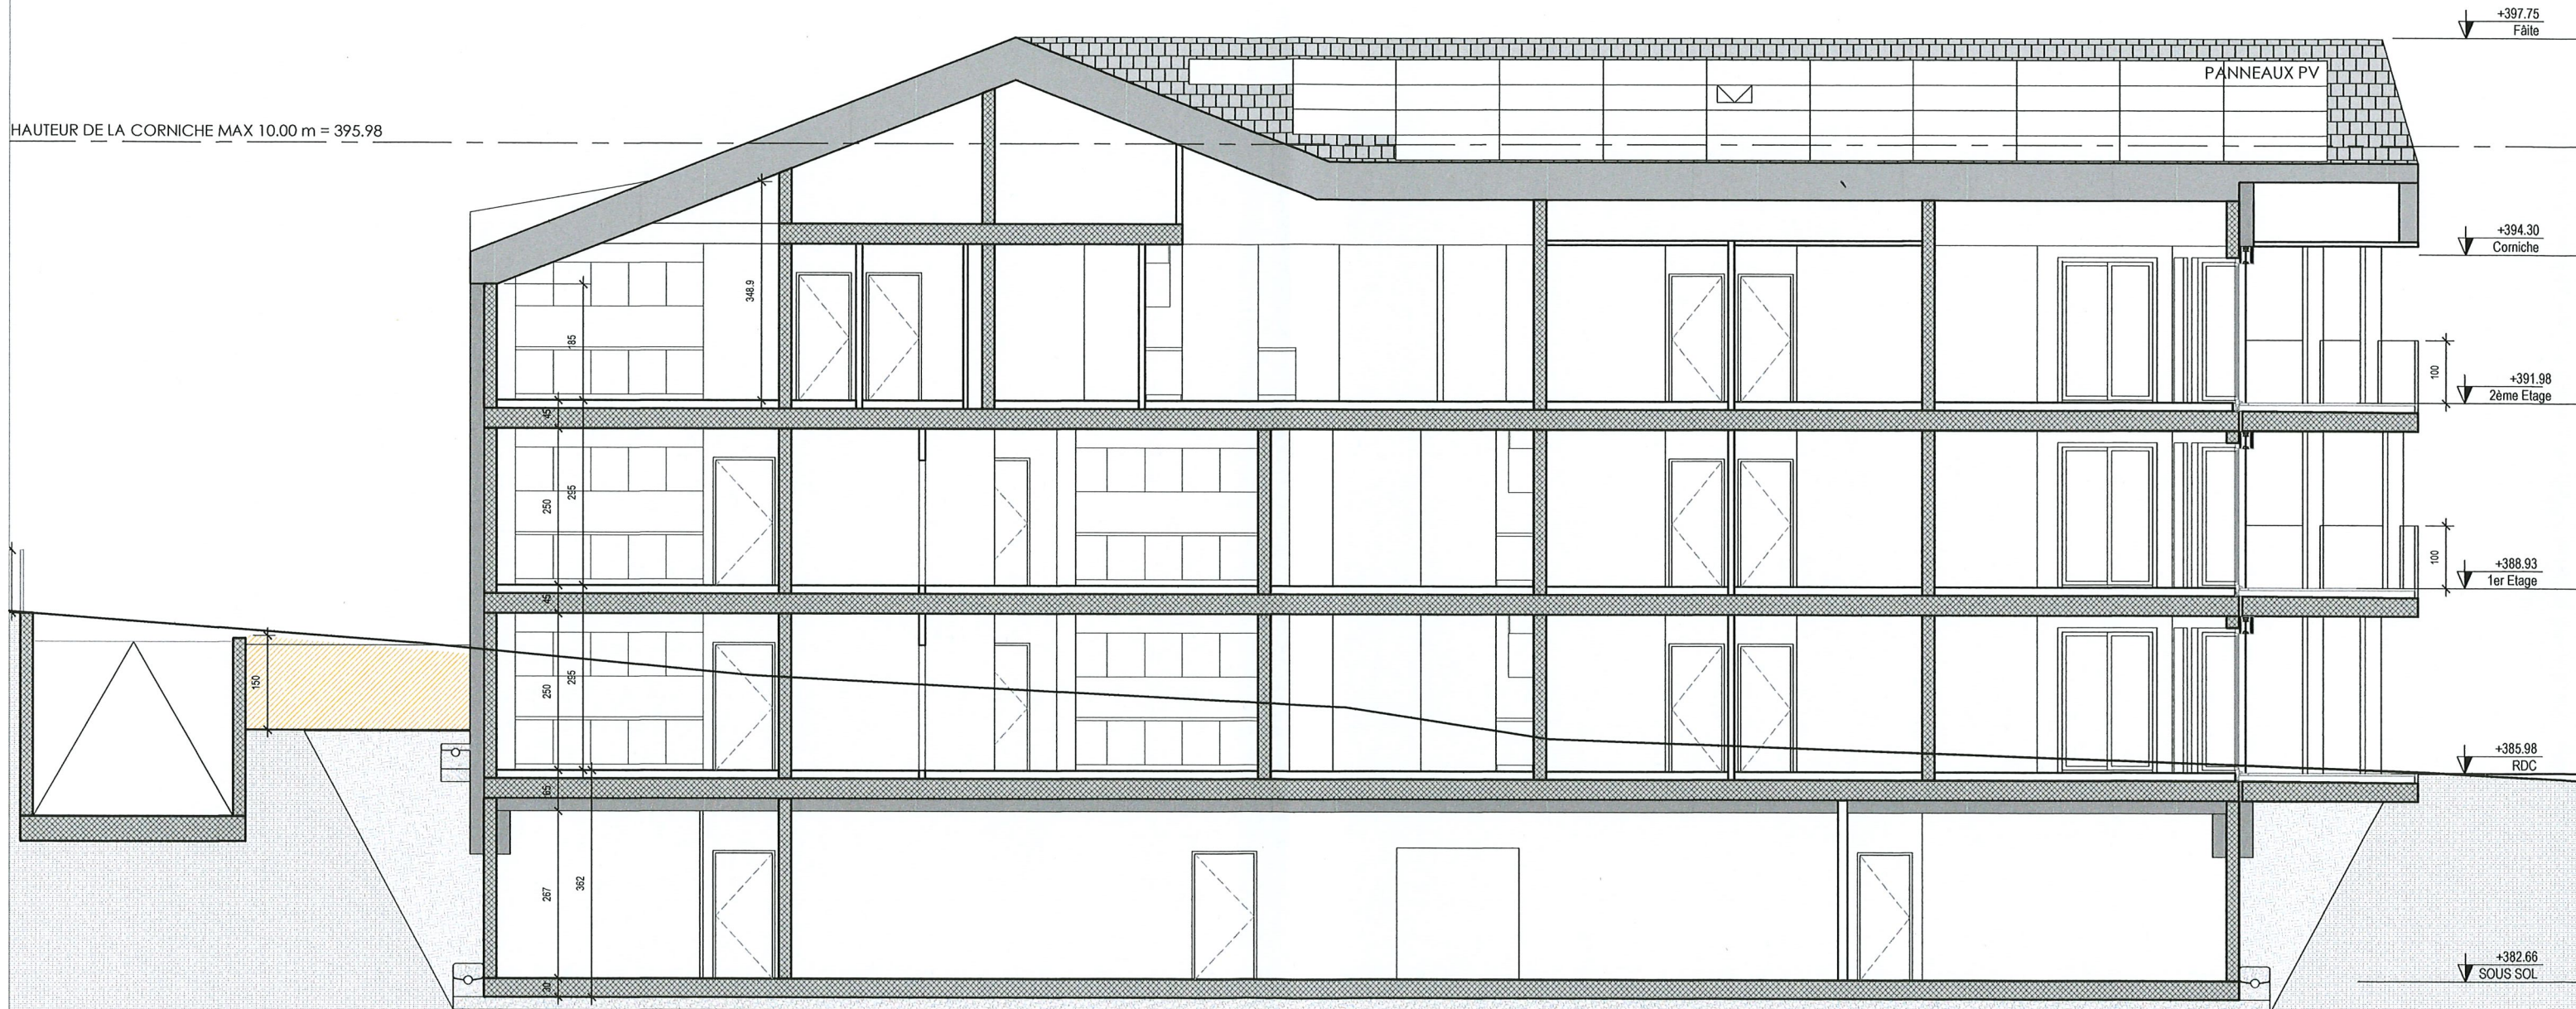 +397.75
Fâite
PANNEAUX PV
HAUTEUR DE LA CORNICHE MAX 10.00 m = 395.98
+394.30
Corniche
348.9
185
100
+391.98
2ème Etage
45
295
250
100
+388.93
1er Etage
45
295
250
150
+385.98
RDC
65
267
362
+382.66
SOUS SOL
30